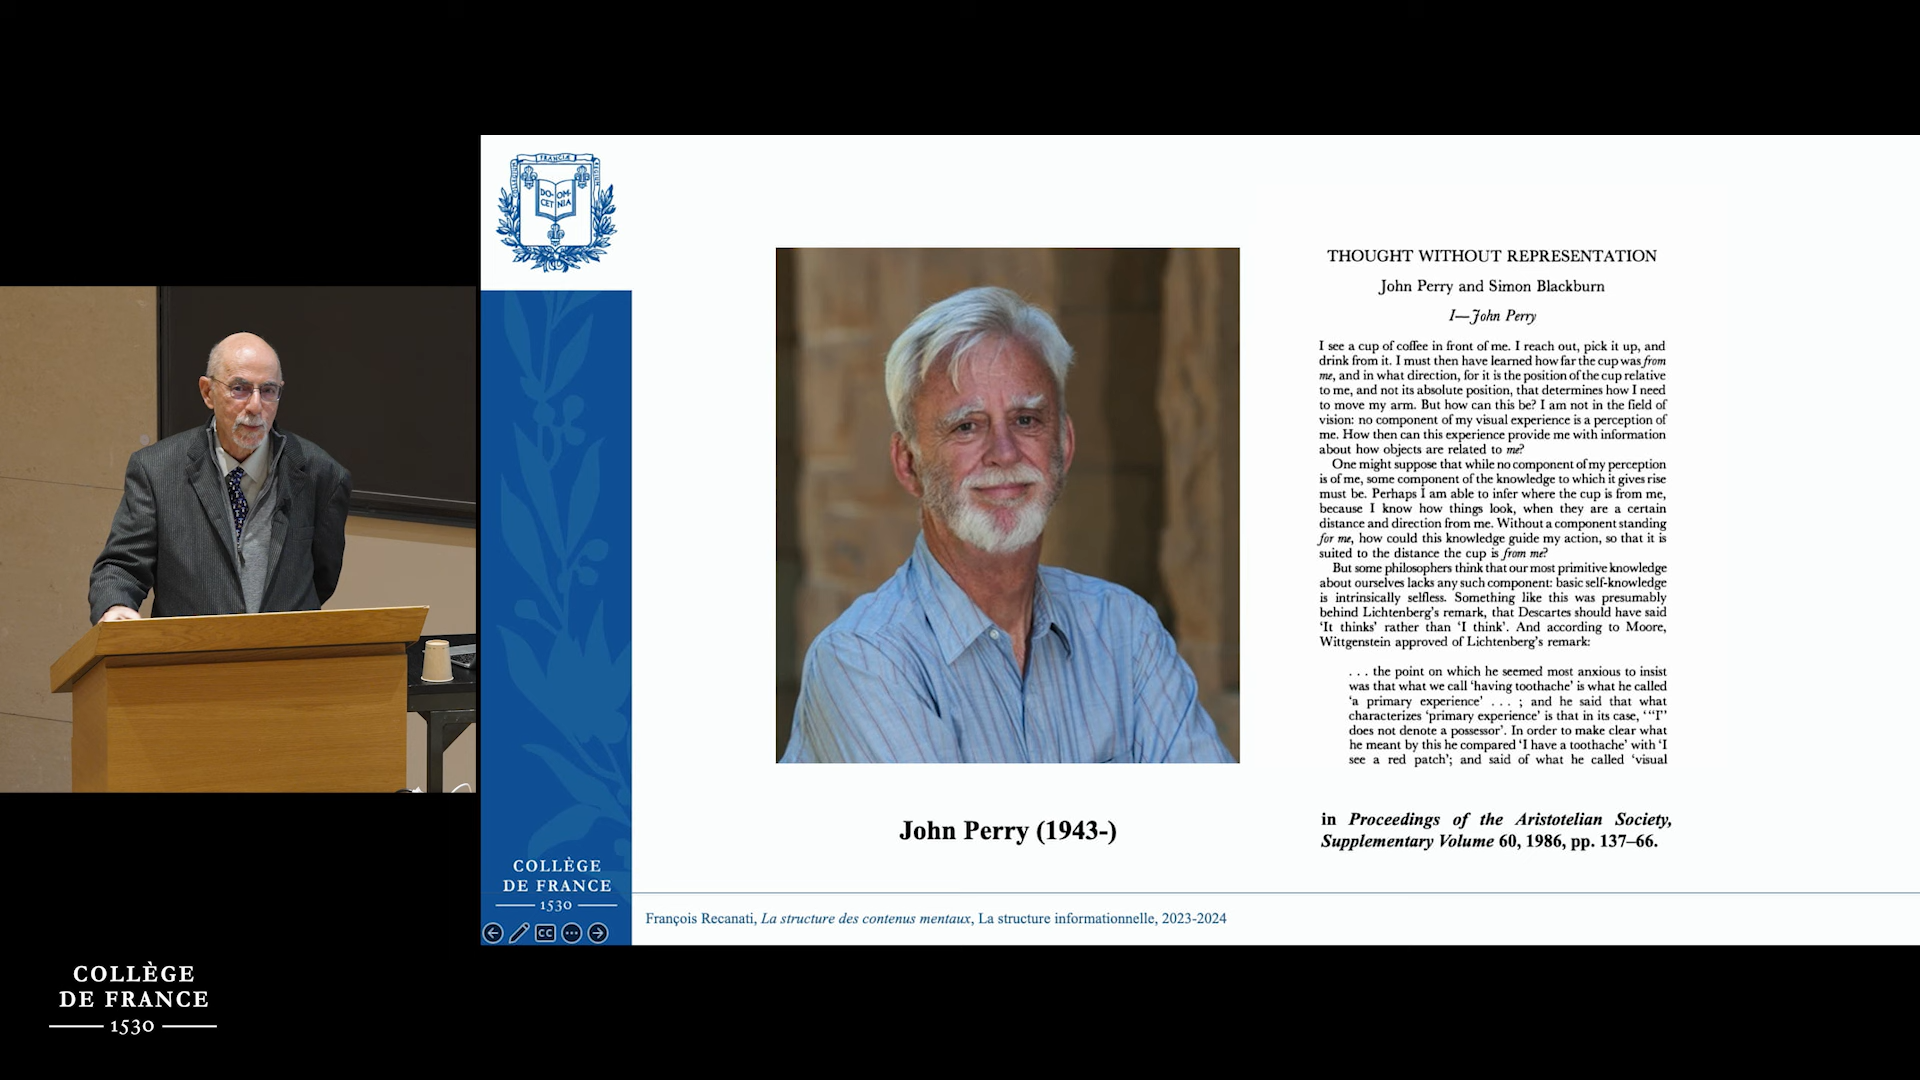 FRANCIÆ
DO- OM-
CET NIA
THOUGHT WITHOUT REPRESENTATION
John Perry and Simon Blackburn
I—John Perry
I see a cup of coffee in front of me. I reach out, pick it up, and
drink from it. I must then have learned how far the cup was from
me, and in what direction, for it is the position of the cup relative
to me, and not its absolute position, that determines how I need
to move my arm. But how can this be? I am not in the field of
vision: no component of my visual experience is a perception of
me. How then can this experience provide me with information
about how objects are related to me?
One might suppose that while no component of my perception
is of me, some component of the knowledge to which it gives rise
must be. Perhaps I am able to infer where the cup is from me,
because I know how things look, when they are a certain
distance and direction from me. Without a component standing
for me, how could this knowledge guide my action, so that it is
suited to the distance the cup is from me?
But some philosophers think that our most primitive knowledge
about ourselves lacks any such component: basic self-knowledge
is intrinsically selfless. Something like this was presumably
behind Lichtenberg's remark, that Descartes should have said
'It thinks' rather than 'I think'. And according to Moore,
Wittgenstein approved of Lichtenberg's remark:
. . . the point on which he seemed most anxious to insist
was that what we call 'having toothache' is what he called
'a primary experience' . . . ; and he said that what
characterizes 'primary experience' is that in its case, '"I"
does not denote a possessor'. In order to make clear what
he meant by this he compared 'I have a toothache' with 'I
see a red patch'; and said of what he called 'visual
John Perry (1943-)
in Proceedings of the Aristotelian Society,
Supplementary Volume 60, 1986, pp. 137–66.
COLLÈGE
DE FRANCE
1530
François Recanati, La structure des contenus mentaux, La structure informationnelle, 2023-2024
CC
COLLÈGE
DE FRANCE
1530